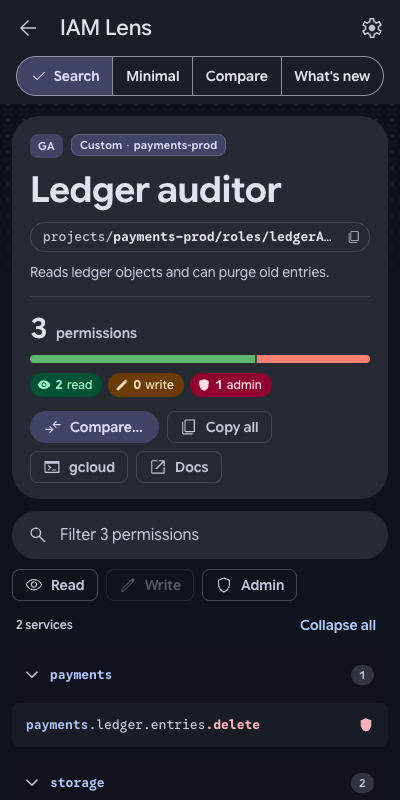 IAM Lens
Search
Minimal
Compare
What's new
GA
Custom · payments-prod
Ledger auditor
projects/payments-prod/roles/ledgerA…
Reads ledger objects and can purge old entries.
3 permissions
2 read
0 write
1 admin
Compare…
Copy all
gcloud
Docs
Filter 3 permissions
Read
Write
Admin
2 services
Collapse all
payments
1
payments.ledger.entries.delete
storage
2